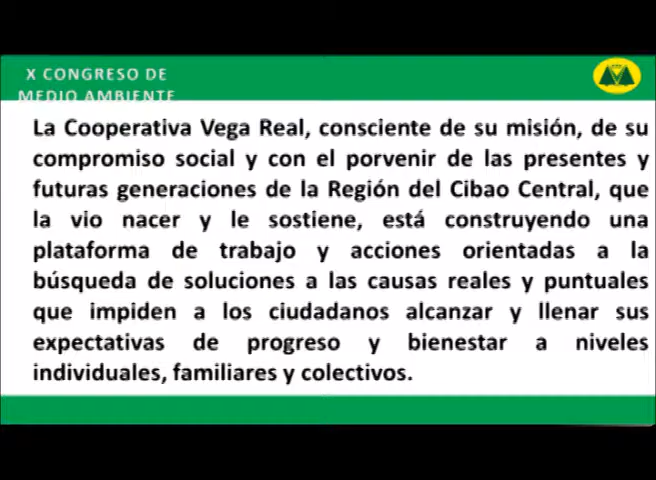 X CONGRESO DE
MEDIO AMBIENTE
La Cooperativa Vega Real, consciente de su misión, de su
compromiso social y con el porvenir de las presentes y
futuras generaciones de la Región del Cibao Central, que
la vio nacer y le sostiene, está construyendo una
plataforma de trabajo y acciones orientadas a la
búsqueda de soluciones a las causas reales y puntuales
que impiden a los ciudadanos alcanzar y llenar sus
expectativas de progreso y bienestar a niveles
individuales, familiares y colectivos.